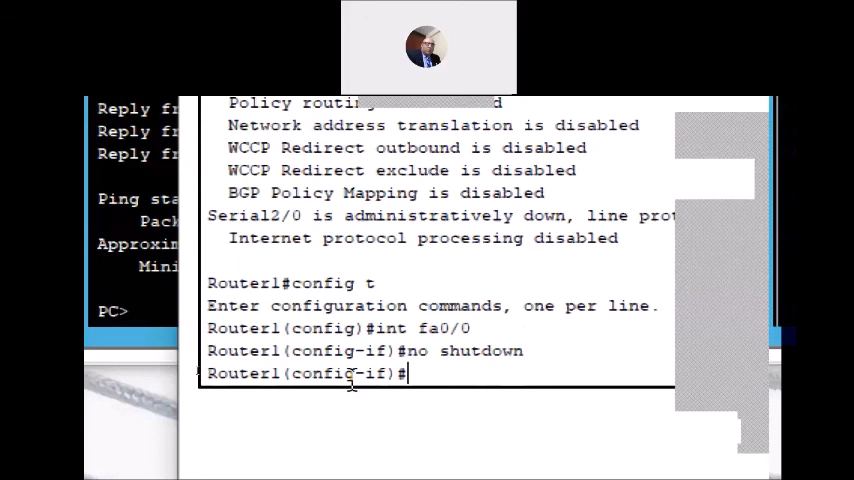 Reply fr
Reply fr
Reply fr
Ping sta
Pack
Approxim
Mini
PC>
Policy routin
Network address translation is disabled
WCCP Redirect outbound is disabled
WCCP Redirect exclude is disabled
BGP Policy Mapping is disabled
Serial2/0 is administratively down, line prot
Internet protocol processing disabled
Router1#config t
Enter configuration commands, one per line.
Router1(config)#int fa0/0
Router1(config-if)#no shutdown
Router1(config-if)#